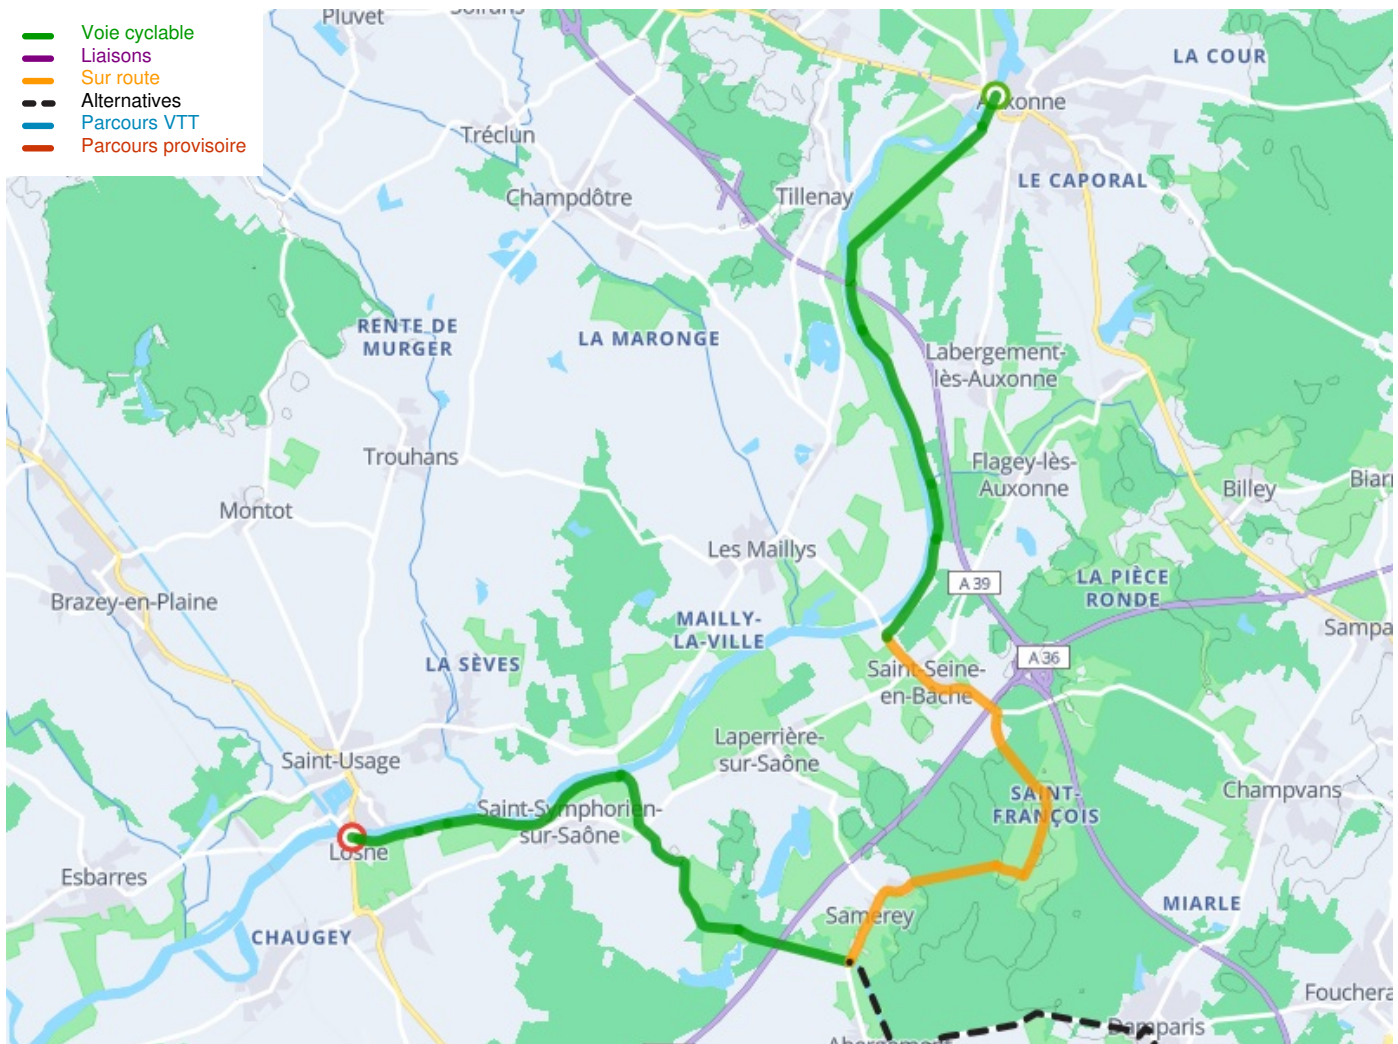 Voie cyclable
Liaisons
Sur route
Alternatives
Parcours VTT
Parcours provisoire
Pluvet
LA COUR
Auxonne
Tréclun
LE CAPORAL
Champdôtre
Tillenay
RENTE DE
MURGER
LA MARONGE
Labergement-
lès-Auxonne
Trouhans
Flagey-lès-
Auxonne
Billey
Biarn
Montot
Les Maillys
A 39
LA PIÈCE
RONDE
Brazey-en-Plaine
MAILLY-
LA-VILLE
Sampa
A 36
LA SÈVES
Saint-Seine-
en-Bâche
Laperrière-
sur-Saône
Saint-Usage
Champvans
SAINT-
FRANÇOIS
Saint-Symphorien-
sur-Saône
Losne
Esbarres
Samerey
MIARLE
CHAUGEY
Fouchera
Damparis